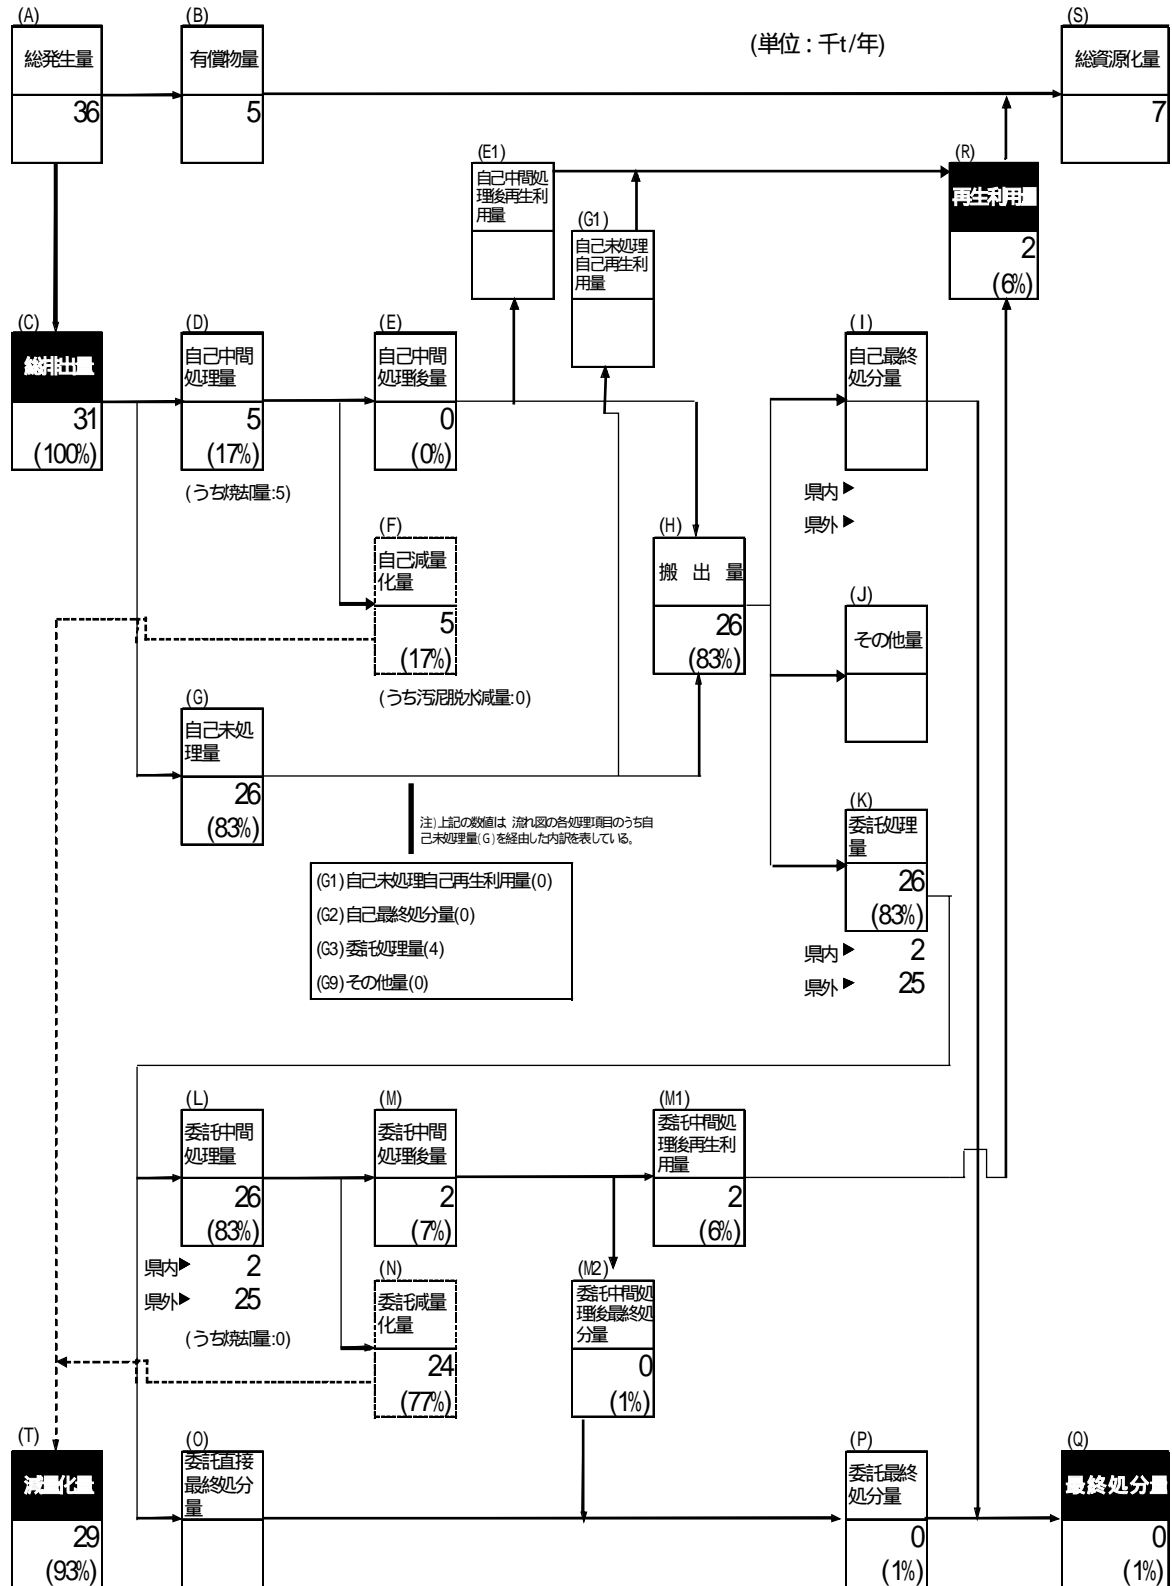 (A)
総発生量
36
(B)
有償物量
5
(単位：千t/年)
(S)
総資源化量
7
(E1)
自己中間処
理後再生利
用量
(G1)
自己未処理
自己再生利
用量
(R)
再生利用量
2
(6%)
(C)
総排出量
31
(100%)
(D)
自己中間
処理量
5
(17%)
(うち焼却量:5)
(E)
自己中間
処理後量
0
(0%)
(I)
自己最終
処分量
県内▶
県外▶
(F)
自己減量
化量
5
(17%)
(うち汚泥脱水減量:0)
(H)
搬 出 量
26
(83%)
(J)
その他量
(G)
自己未処
理量
26
(83%)
注)上記の数値は 流れ図の各処理項目のうち自
己未処理量(G)を経由した内訳を表している。
(G1)自己未処理自己再生利用量(0)
(G2)自己最終処分量(0)
(G3)委託処理量(4)
(G9)その他量(0)
(K)
委託処理
量
26
(83%)
県内▶ 2
県外▶ 25
(L)
委託中間
処理量
26
(83%)
県内▶ 2
県外▶ 25
(うち焼却量:0)
(M)
委託中間
処理後量
2
(7%)
(M1)
委託中間処
理後再生利
用量
2
(6%)
(N)
委託減量
化量
24
(77%)
(M2)
委託中間処
理後最終処
分量
0
(1%)
(T)
減量化量
29
(93%)
(O)
委託直接
最終処分
量
(P)
委託最終
処分量
0
(1%)
(Q)
最終処分量
0
(1%)